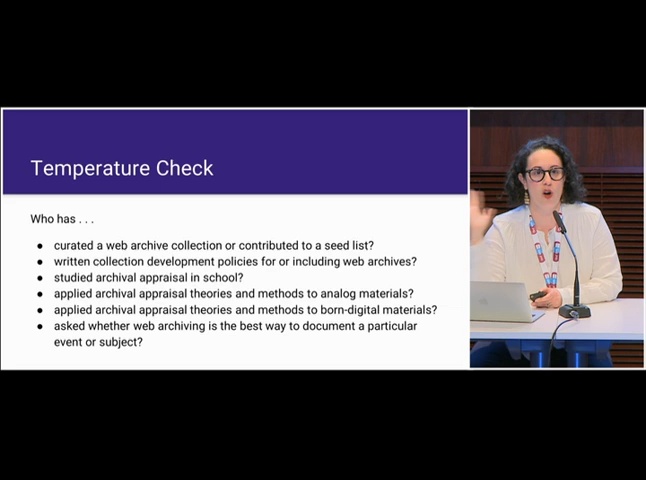 Temperature Check
Who has . . .
● curated a web archive collection or contributed to a seed list?
● written collection development policies for or including web archives?
● studied archival appraisal in school?
● applied archival appraisal theories and methods to analog materials?
● applied archival appraisal theories and methods to born-digital materials?
● asked whether web archiving is the best way to document a particular
event or subject?